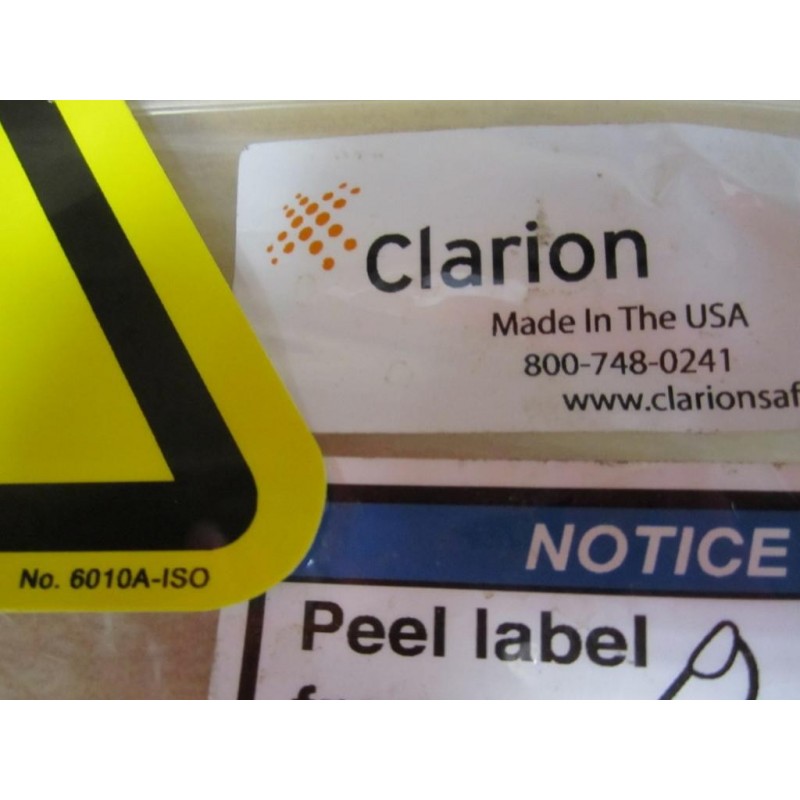 Clarion
Made In The USA
800-748-0241
www.clarionsaf
NOTICE
No. 6010A-ISO
Peel label